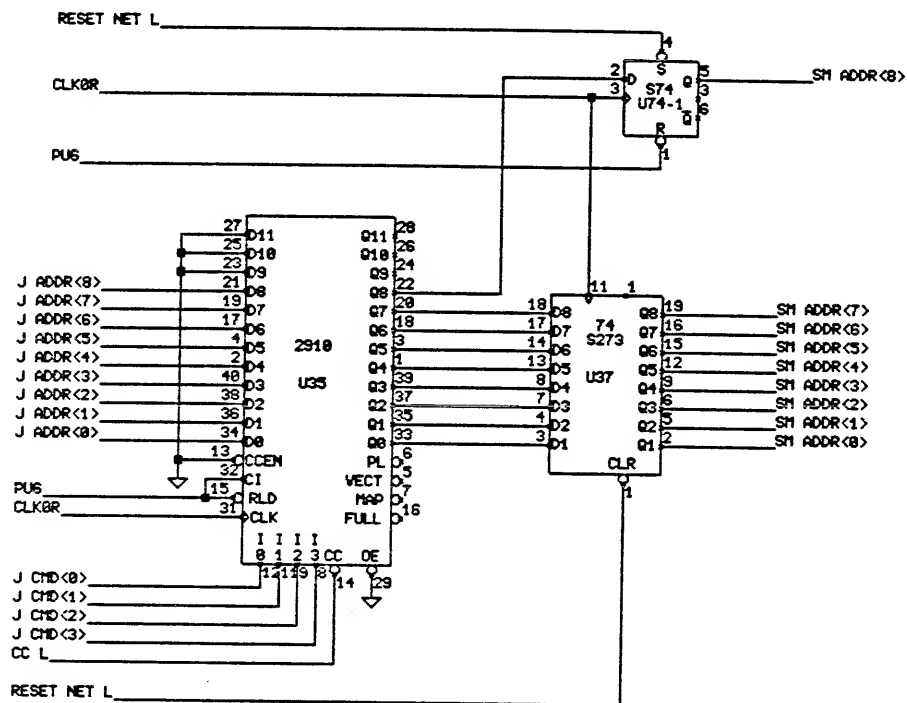 RESET NET L
4
S
2 D Q 5 SM ADDR<8>
CLK0R
3 S74 3
U74-1 Q 6
R
PU6
1
27 D11 Q11 28
25 D10 Q10 26
23 D9 Q9 24
J ADDR<8> 21 D8 Q8 22
J ADDR<7> 19 D7 Q7 20
J ADDR<6> 17 D6 Q6 18
J ADDR<5> 4 D5 2910 Q5 3
J ADDR<4> 2 D4 Q4 1
J ADDR<3> 40 D3 U35 Q3 39
J ADDR<2> 38 D2 Q2 37
J ADDR<1> 36 D1 Q1 35
J ADDR<0> 34 D0 Q0 33
11 1
18 D8 74 Q8 19 SM ADDR<7>
17 D7 S273 Q7 16 SM ADDR<6>
14 D6 Q6 15 SM ADDR<5>
13 D5 U37 Q5 12 SM ADDR<4>
8 D4 Q4 9 SM ADDR<3>
7 D3 Q3 6 SM ADDR<2>
4 D2 Q2 5 SM ADDR<1>
3 D1 Q1 2 SM ADDR<0>
CLR
1
13 CCEN PL 6
32 CI VECT 5
PU6 15 RLD MAP 7
CLK0R 31 CLK FULL 16
I I I I
0 1 2 3 CC OE
12 11 9 8 14 29
J CMD<0>
J CMD<1>
J CMD<2>
J CMD<3>
CC L
RESET NET L